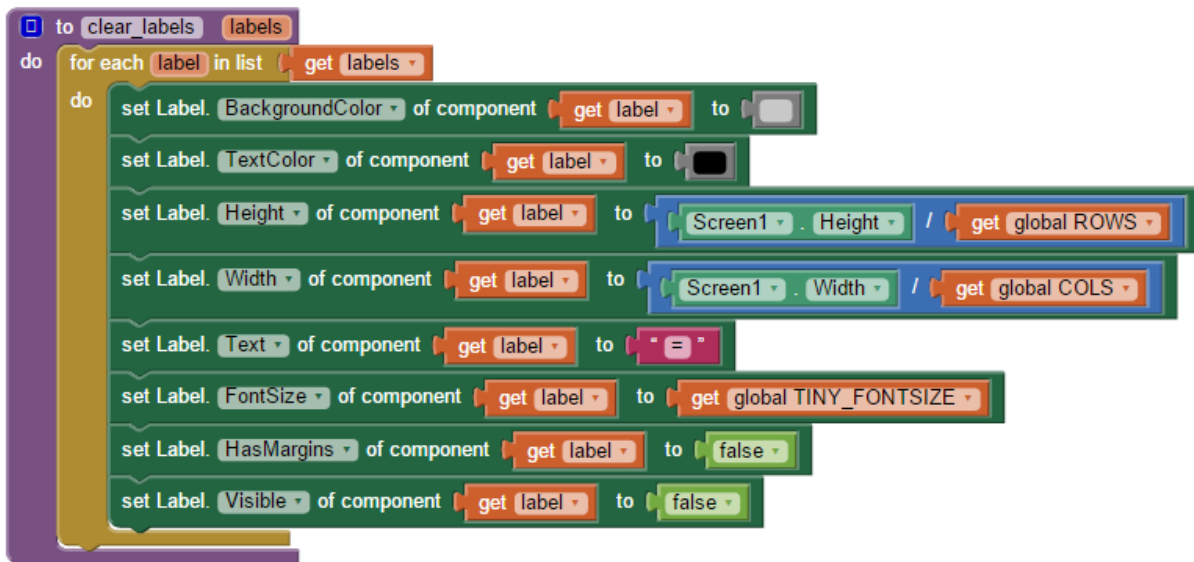 to clear_labels labels
do for each label in list get labels
do set Label. BackgroundColor of component get label to
set Label. TextColor of component get label to
set Label. Height of component get label to Screen1 . Height / get global ROWS
set Label. Width of component get label to Screen1 . Width / get global COLS
set Label. Text of component get label to “ = ”
set Label. FontSize of component get label to get global TINY_FONTSIZE
set Label. HasMargins of component get label to false
set Label. Visible of component get label to false